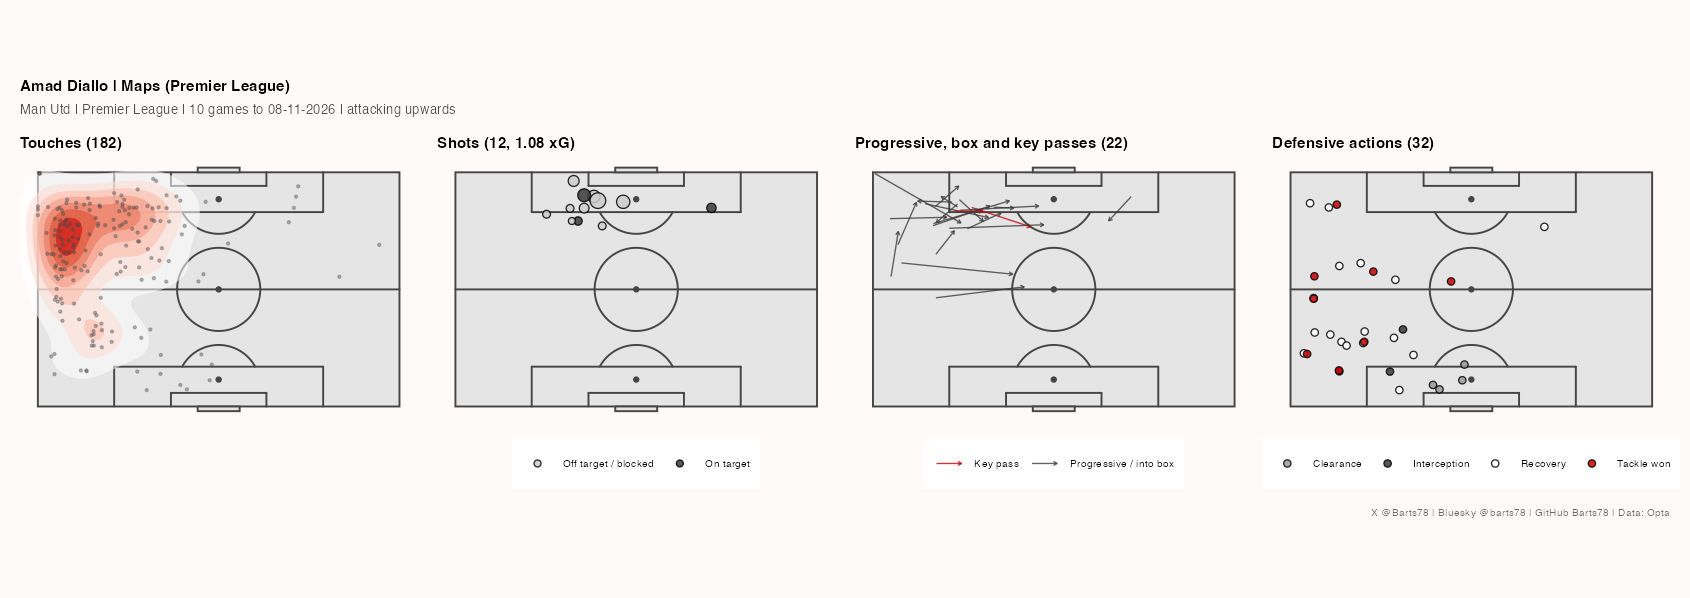 Amad Diallo | Maps (Premier League)
Man Utd | Premier League | 10 games to 08-11-2026 | attacking upwards
Touches (182)
Shots (12, 1.08 xG)
Progressive, box and key passes (22)
Defensive actions (32)
Off target / blocked
On target
Key pass
Progressive / into box
Clearance
Interception
Recovery
Tackle won
X @Barts78 | Bluesky @barts78 | GitHub Barts78 | Data: Opta